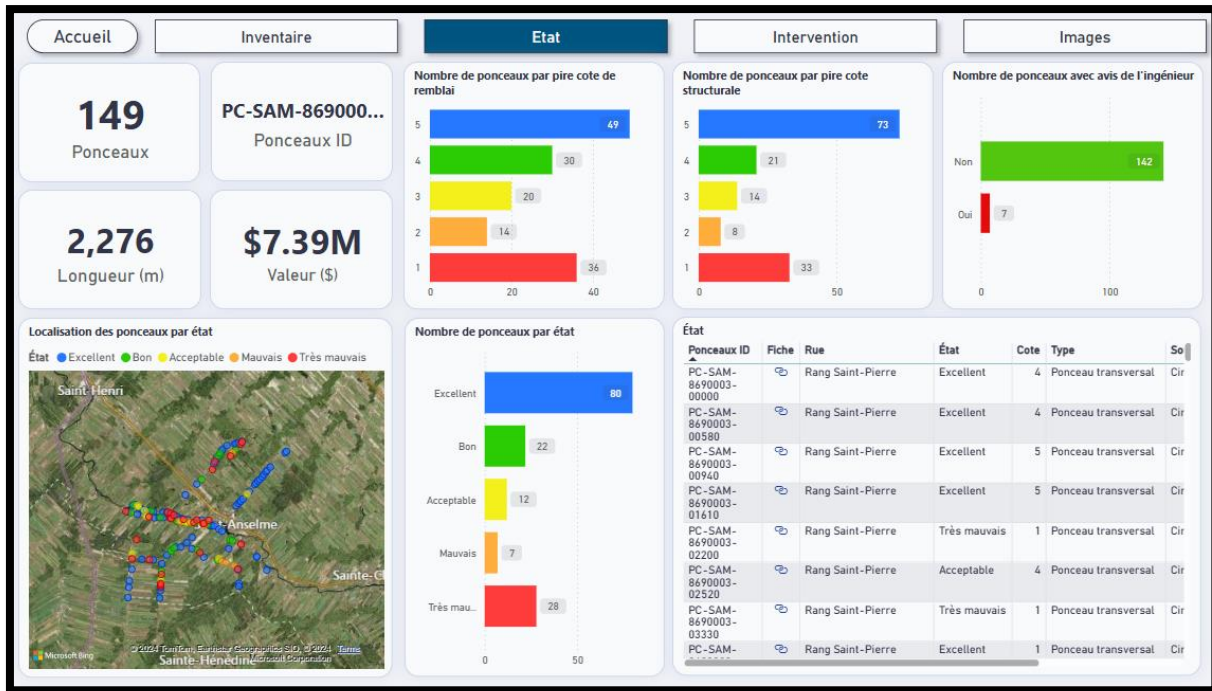 Accueil
Inventaire
Etat
Intervention
Images
149
Ponceaux
PC-SAM-869000...
Ponceaux ID
2,276
Longueur (m)
$7.39M
Valeur ($)
Nombre de ponceaux par pire cote de
remblai
5
49
4
30
3
20
2
14
1
36
0
20
40
Nombre de ponceaux par pire cote
structurale
5
73
4
21
3
14
2
8
1
33
0
50
Nombre de ponceaux avec avis de l'ingénieur
Non
142
Oui
7
0
100
Localisation des ponceaux par état
État Excellent Bon Acceptable Mauvais Très mauvais
Saint-Henri
Anselme
Sainte-C
Sainte-Hénédine
Microsoft Bing
© 2024 TomTom, Earthstar Geographics SIO, © 2024 Terms
Microsoft Corporation
Nombre de ponceaux par état
Excellent
80
Bon
22
Acceptable
12
Mauvais
7
Très mau...
28
0
50
État
Ponceaux ID Fiche Rue État Cote Type So
PC-SAM- Rang Saint-Pierre Excellent 4 Ponceau transversal Cir
8690003-
00000
PC-SAM- Rang Saint-Pierre Excellent 4 Ponceau transversal Cir
8690003-
00580
PC-SAM- Rang Saint-Pierre Excellent 5 Ponceau transversal Cir
8690003-
00940
PC-SAM- Rang Saint-Pierre Excellent 5 Ponceau transversal Cir
8690003-
01610
PC-SAM- Rang Saint-Pierre Très mauvais 1 Ponceau transversal Cir
8690003-
02200
PC-SAM- Rang Saint-Pierre Acceptable 4 Ponceau transversal Cir
8690003-
02520
PC-SAM- Rang Saint-Pierre Très mauvais 1 Ponceau transversal Cir
8690003-
03330
PC-SAM- Rang Saint-Pierre Excellent 1 Ponceau transversal Cir